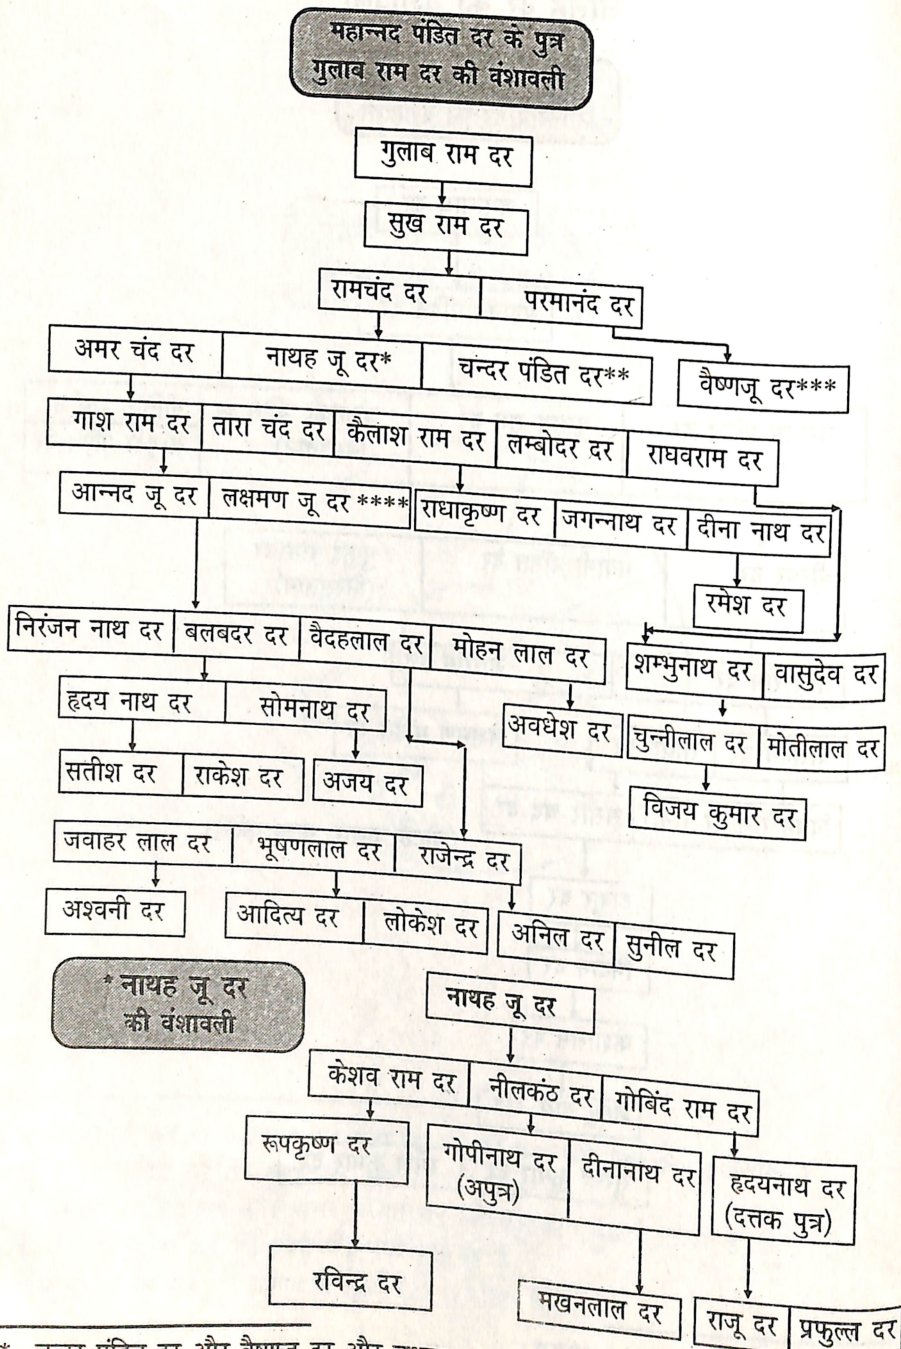 महान्नद पंडित दर के पुत्र
गुलाब राम दर की वंशावली
गुलाब राम दर
सुख राम दर
रामचंद दर परमानंद दर
अमर चंद दर नाथह जू दर* चन्दर पंडित दर** वैष्णजू दर***
गाश राम दर तारा चंद दर कैलाश राम दर लम्बोदर दर राघवराम दर
आन्नद जू दर लक्षमण जू दर **** राधाकृष्ण दर जगन्नाथ दर दीना नाथ दर
रमेश दर
निरंजन नाथ दर बलबदर दर वैदहलाल दर मोहन लाल दर शम्भुनाथ दर वासुदेव दर
हृदय नाथ दर सोमनाथ दर अवधेश दर चुन्नीलाल दर मोतीलाल दर
सतीश दर राकेश दर अजय दर विजय कुमार दर
जवाहर लाल दर भूषणलाल दर राजेन्द्र दर
अश्वनी दर आदित्य दर लोकेश दर अनिल दर सुनील दर
* नाथह जू दर
की वंशावली
नाथह जू दर
केशव राम दर नीलकंठ दर गोबिंद राम दर
रूपकृष्ण दर गोपीनाथ दर दीनानाथ दर हृदयनाथ दर
(अपुत्र) (दत्तक पुत्र)
रविन्द्र दर मखनलाल दर राजू दर प्रफुल्ल दर